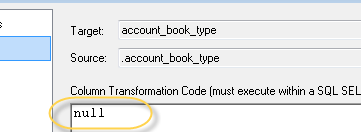 Target: account_book_type
Source: .account_book_type
Column Transformation Code (must execute within a SQL SEL
null